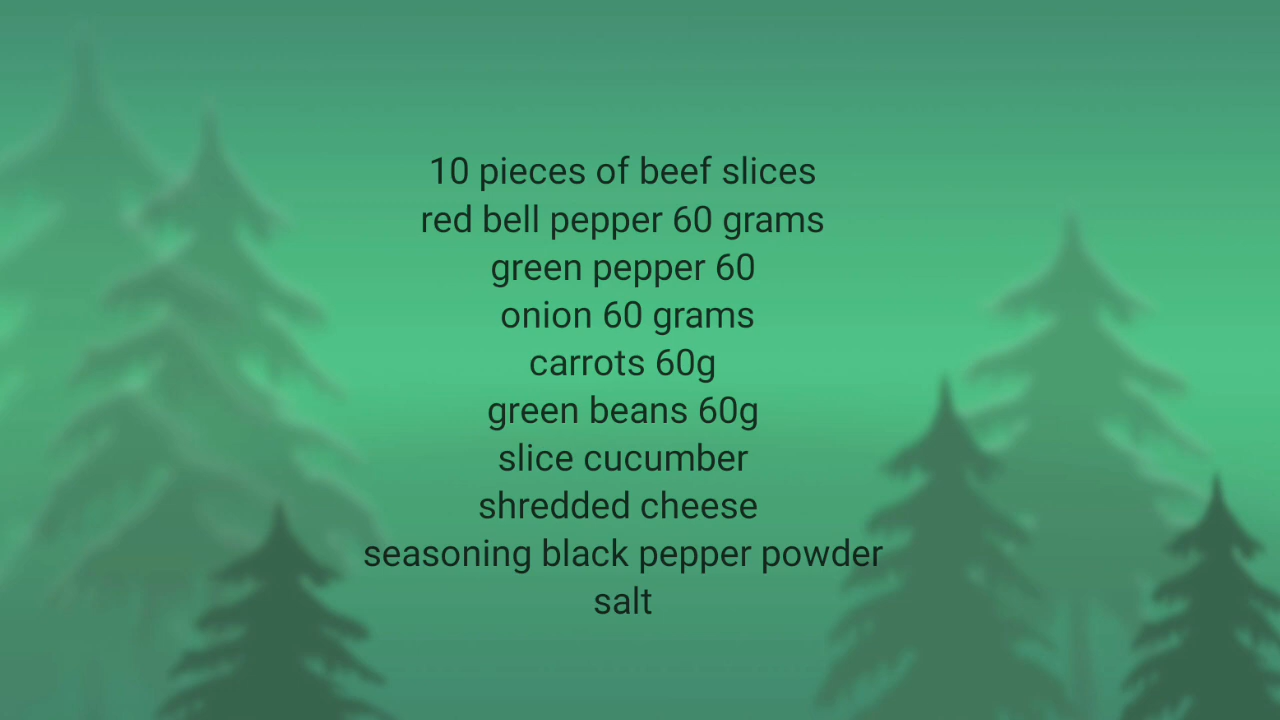 10 pieces of beef slices
red bell pepper 60 grams
green pepper 60
onion 60 grams
carrots 60g
green beans 60g
slice cucumber
shredded cheese
seasoning black pepper powder
salt